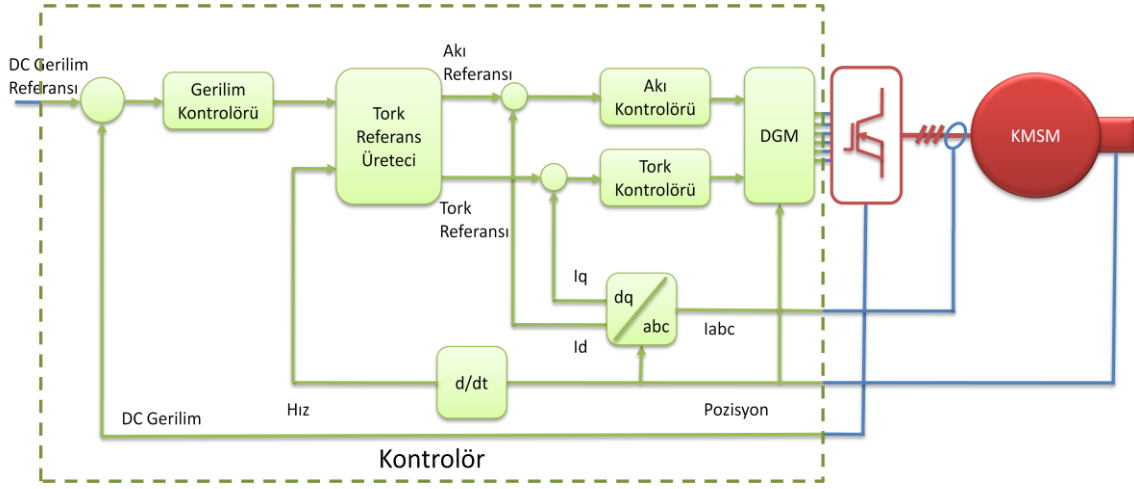 DC Gerilim
Referansı
Gerilim
Kontrolörü
Tork
Referans
Üreteci
Akı
Referansı
Tork
Referansı
Akı
Kontrolörü
Tork
Kontrolörü
DGM
KMSM
Iq
Id
dq
abc
Iabc
d/dt
Hız
Pozisyon
DC Gerilim
Kontrolör